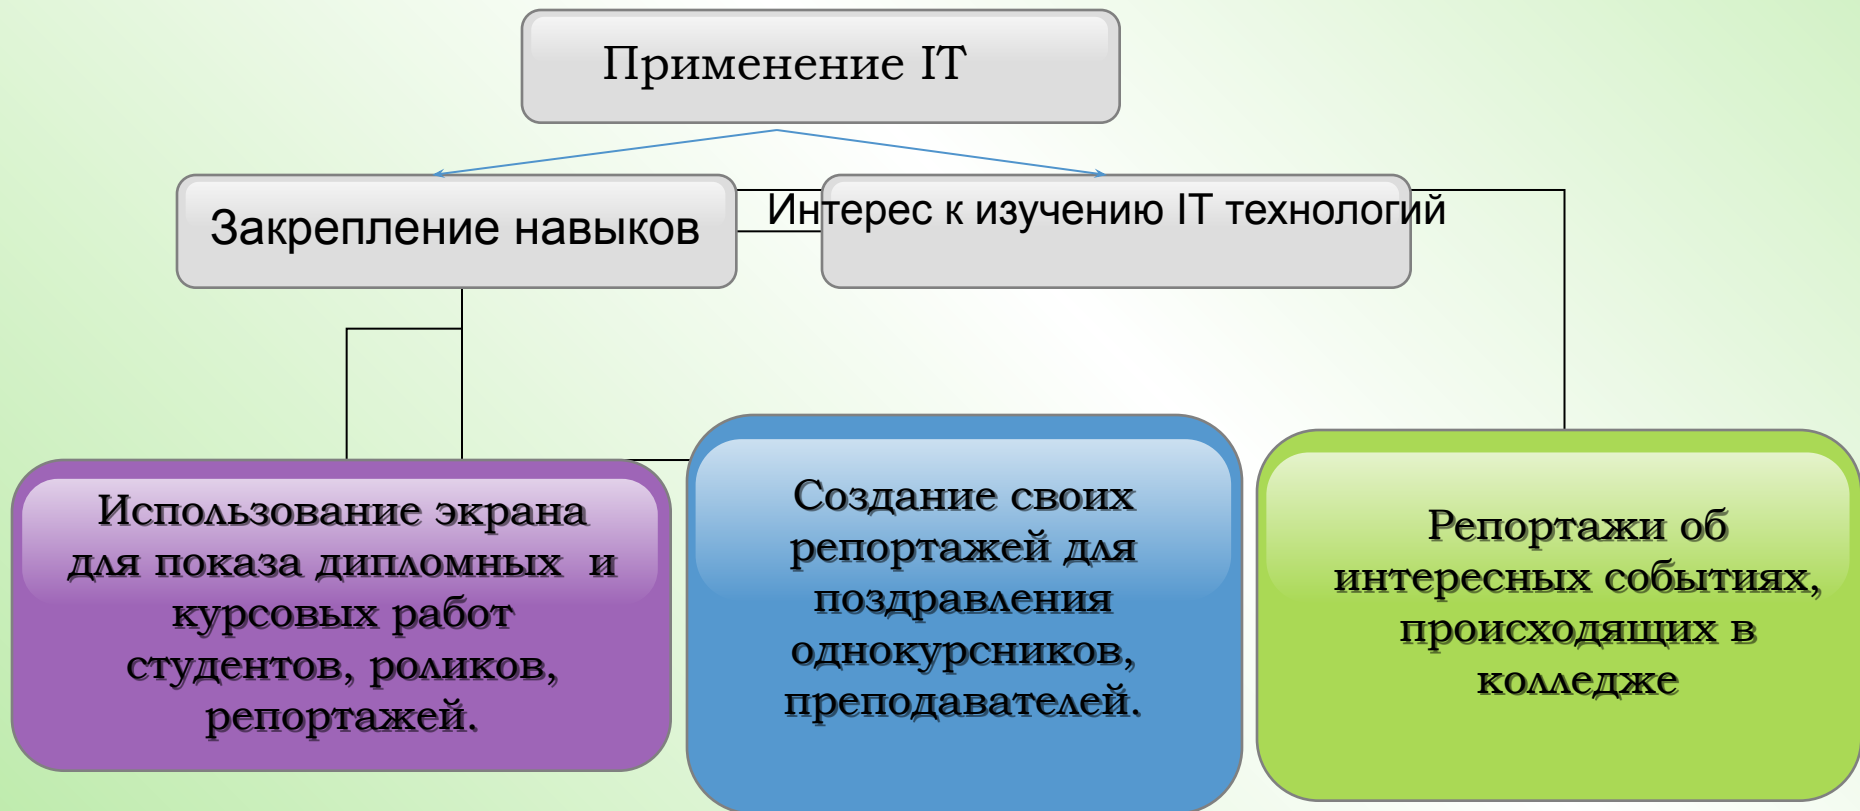 Применение IT
Закрепление навыков
Интерес к изучению IT технологий
Использование экрана
для показа дипломных и
курсовых работ
студентов, роликов,
репортажей.
Создание своих
репортажей для
поздравления
однокурсников,
преподавателей.
Репортажи об
интересных событиях,
происходящих в
колледже